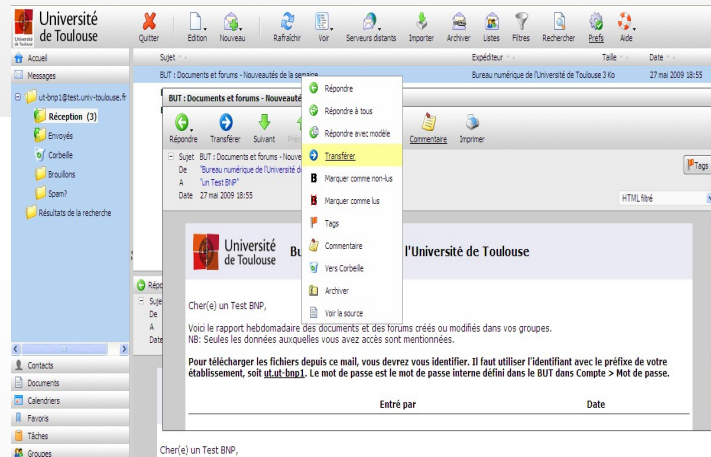 Université
de Toulouse
Quitter Edition Nouveau Rafraîchir Voir Serveurs distants Importer Archiver Listes Filtres Rechercher Prefs Aide
Accueil
Messages
ut-bnp1@test.univ-toulouse.fr
Réception (3)
Envoyés
Corbeille
Brouillons
Spam?
Résultats de la recherche
Contacts
Documents
Calendriers
Favoris
Tâches
Groupes
Sujet Expéditeur Taille Date
BUT : Documents et forums - Nouveautés de la semaine Bureau numérique de l'Université de Toulouse 3 Ko 27 mai 2009 18:55
BUT : Documents et forums - Nouveauté
Répondre Transférer Suivant Commentaire Imprimer
Sujet BUT : Documents et forums - Nouve
De "Bureau numérique de l'Université d
A "un Test BNP"
Date 27 mai 2009 18:55
Tags
HTML filtré
Répondre
Répondre à tous
Répondre avec modèle
Transférer
Marquer comme non-lus
Marquer comme lus
Tags
Commentaire
Vers Corbeille
Archiver
Voir la source
Université
de Toulouse
Bu l'Université de Toulouse
Cher(e) un Test BNP,
Voici le rapport hebdomadaire des documents et des forums créés ou modifiés dans vos groupes.
NB: Seules les données auxquelles vous avez accès sont mentionnées.
Pour télécharger les fichiers depuis ce mail, vous devrez vous identifier. Il faut utiliser l'identifiant avec le préfixe de votre
établissement, soit ut.ut-bnp1. Le mot de passe est le mot de passe interne défini dans le BUT dans Compte > Mot de passe.
Entré par Date
Répo
Suje
De
A
Date
Cher(e) un Test BNP,